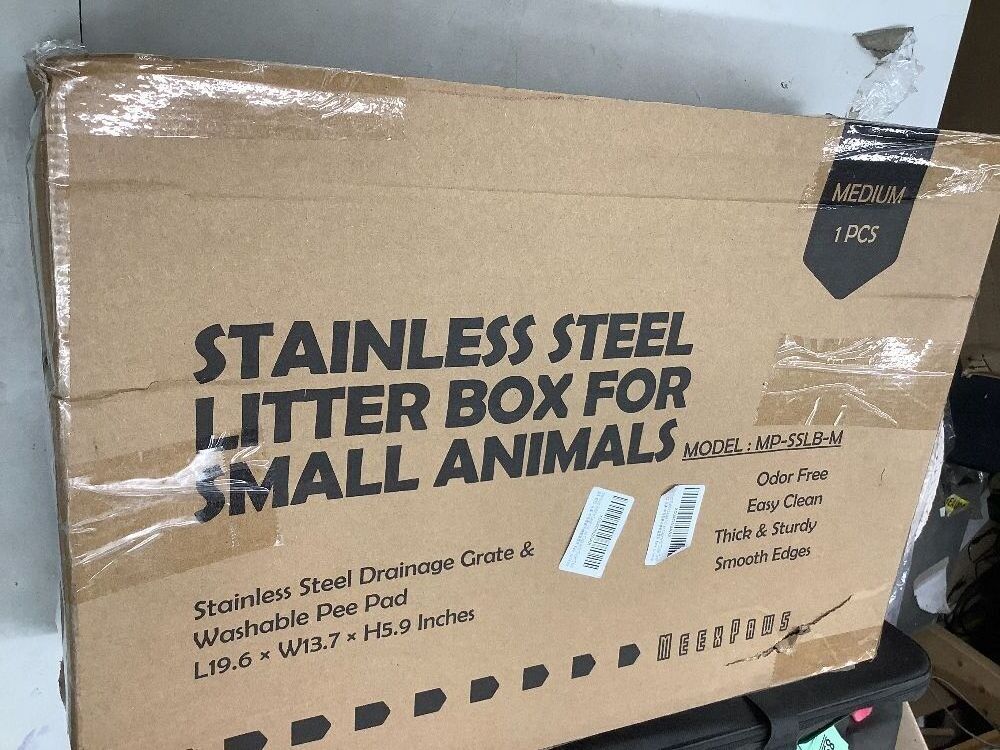 MEDIUM
1 PCS
STAINLESS STEEL
LITTER BOX FOR
SMALL ANIMALS
MODEL : MP-SSLB-M
Odor Free
Easy Clean
Thick & Sturdy
Smooth Edges
Stainless Steel Drainage Grate &
Washable Pee Pad
L19.6 × W13.7 × H5.9 Inches
MEEXPAWS